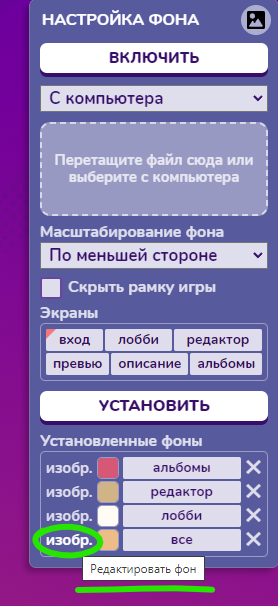 НАСТРОЙКА ФОНА
ВКЛЮЧИТЬ
С компьютера
Перетащите файл сюда или
выберите с компьютера
Масштабирование фона
По меньшей стороне
Скрыть рамку игры
Экраны
вход лобби редактор
превью описание альбомы
УСТАНОВИТЬ
Установленные фоны
изобр. альбомы ✕
изобр. редактор ✕
изобр. лобби ✕
изобр. все ✕
Редактировать фон